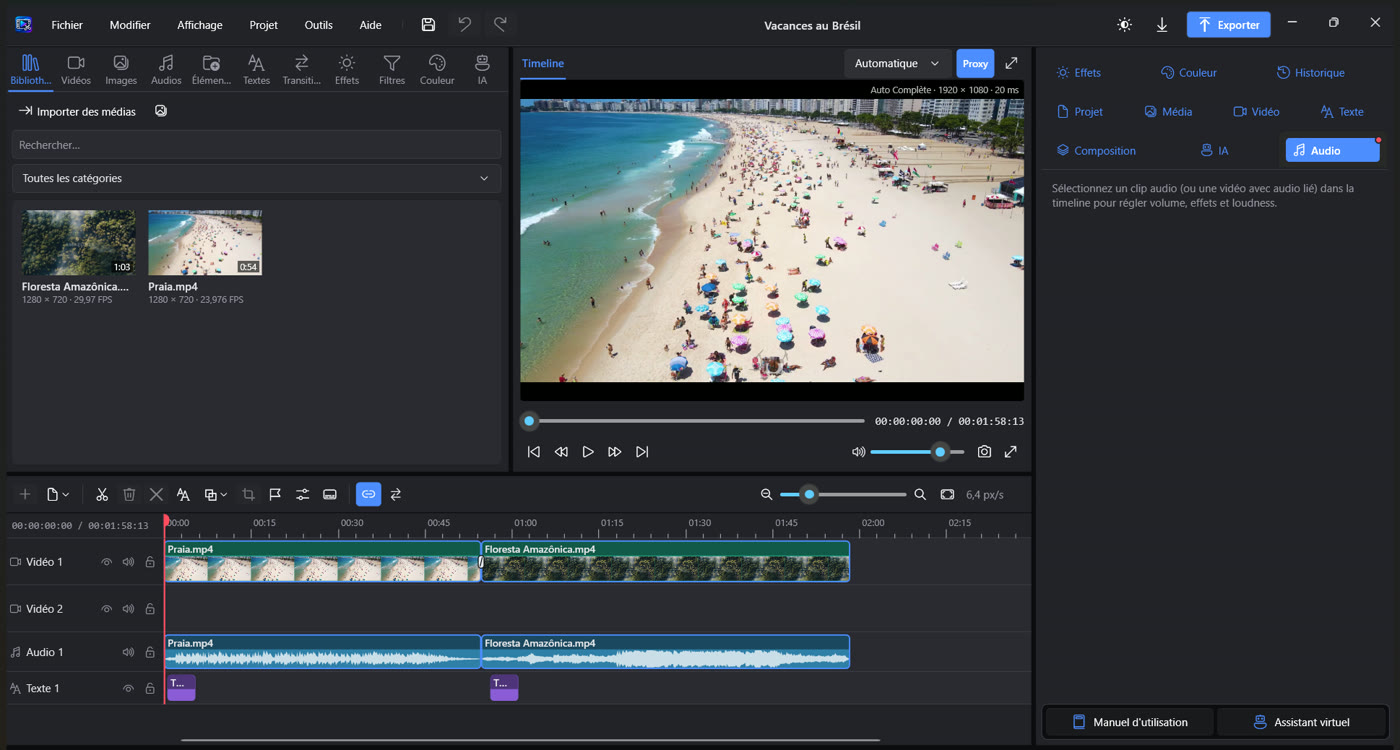 Fichier Modifier Affichage Projet Outils Aide Vacances au Brésil Exporter
Biblioth... Vidéos Images Audios Élémen... Textes Transiti... Effets Filtres Couleur IA
Importer des médias
Rechercher...
Toutes les catégories
1:03
0:54
Floresta Amazônica....
1280 × 720 · 29,97 FPS
Praia.mp4
1280 × 720 · 23,976 FPS
Timeline Automatique Proxy
Auto Complète · 1920 × 1080 · 20 ms
00:00:00:00 / 00:01:58:13
Effets Couleur Historique
Projet Média Vidéo Texte
Composition IA Audio
Sélectionnez un clip audio (ou une vidéo avec audio lié) dans la
timeline pour régler volume, effets et loudness.
6,4 px/s
00:00:00:00 / 00:01:58:13 00:00 00:15 00:30 00:45 01:00 01:15 01:30 01:45 02:00 02:15
Vidéo 1 Praia.mp4 Floresta Amazônica.mp4
Vidéo 2
Audio 1 Praia.mp4 Floresta Amazônica.mp4
Texte 1 T... T...
Manuel d'utilisation Assistant virtuel